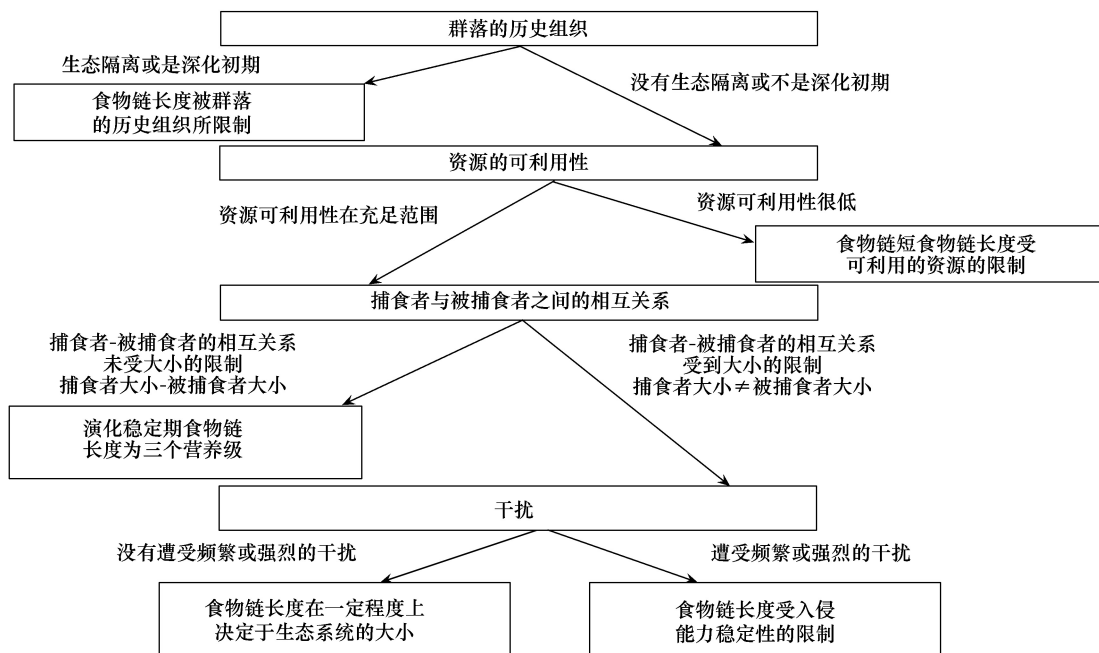 群落的历史组织
生态隔离或是深化初期
没有生态隔离或不是深化初期
食物链长度被群落
的历史组织所限制
资源的可利用性
资源可利用性在充足范围
资源可利用性很低
食物链短食物链长度受
可利用的资源的限制
捕食者与被捕食者之间的相互关系
捕食者-被捕食者的相互关系
未受大小的限制
捕食者大小-被捕食者大小
捕食者-被捕食者的相互关系
受到大小的限制
捕食者大小≠被捕食者大小
演化稳定期食物链
长度为三个营养级
干扰
没有遭受频繁或强烈的干扰
遭受频繁或强烈的干扰
食物链长度在一定程度上
决定于生态系统的大小
食物链长度受入侵
能力稳定性的限制